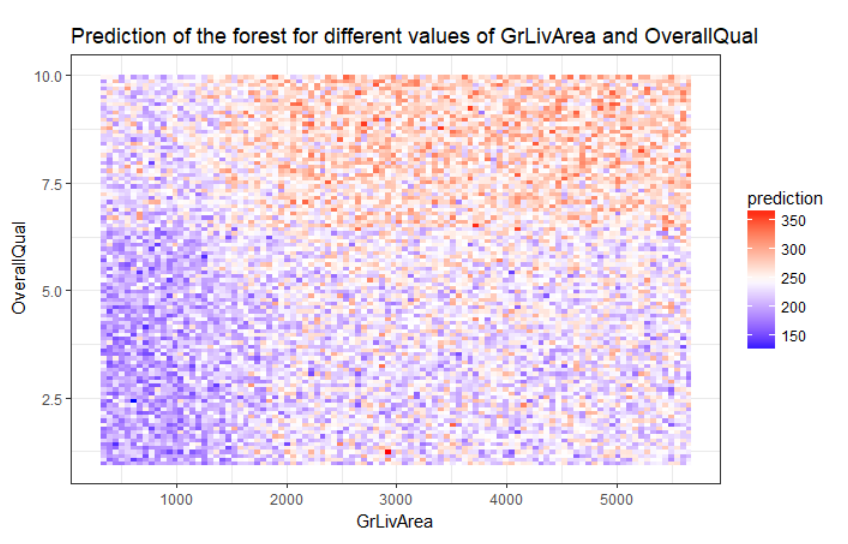 Prediction of the forest for different values of GrLivArea and OverallQual
10.0
7.5
5.0
2.5
OverallQual
1000 2000 3000 4000 5000
GrLivArea
prediction
350
300
250
200
150